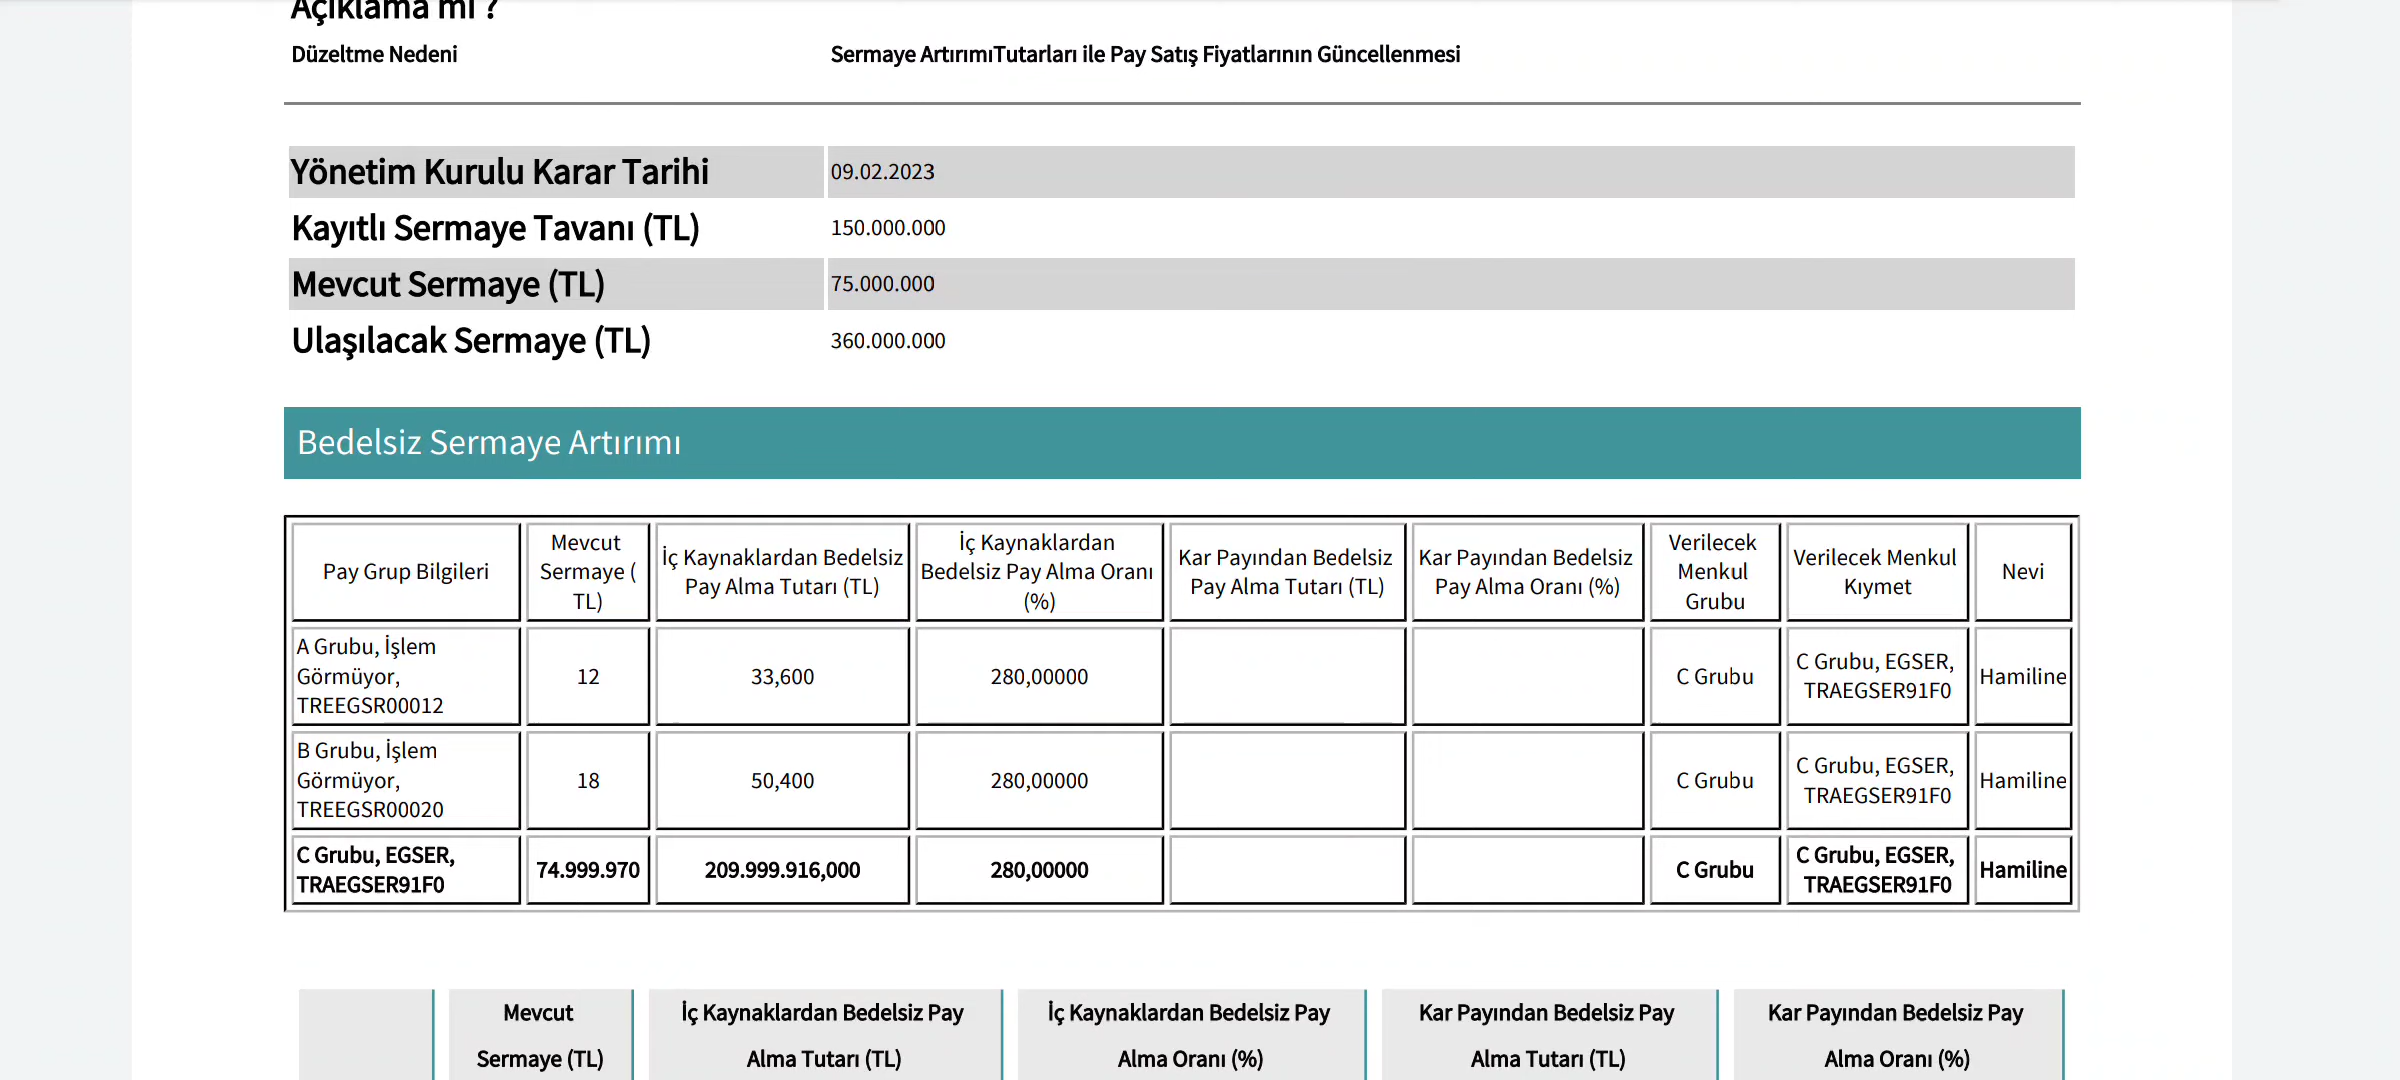 Açıklama mı ?
Düzeltme Nedeni
Sermaye ArtırımıTutarları ile Pay Satış Fiyatlarının Güncellenmesi
Yönetim Kurulu Karar Tarihi
09.02.2023
Kayıtlı Sermaye Tavanı (TL)
150.000.000
Mevcut Sermaye (TL)
75.000.000
Ulaşılacak Sermaye (TL)
360.000.000
Bedelsiz Sermaye Artırımı
Pay Grup Bilgileri
Mevcut
Sermaye (
TL)
İç Kaynaklardan Bedelsiz
Pay Alma Tutarı (TL)
İç Kaynaklardan
Bedelsiz Pay Alma Oranı
(%)
Kar Payından Bedelsiz
Pay Alma Tutarı (TL)
Kar Payından Bedelsiz
Pay Alma Oranı (%)
Verilecek
Menkul
Grubu
Verilecek Menkul
Kıymet
Nevi
A Grubu, İşlem
Görmüyor,
TREEGSR00012
12
33,600
280,00000
C Grubu
C Grubu, EGSER,
TRAEGSER91F0
Hamiline
B Grubu, İşlem
Görmüyor,
TREEGSR00020
18
50,400
280,00000
C Grubu
C Grubu, EGSER,
TRAEGSER91F0
Hamiline
C Grubu, EGSER,
TRAEGSER91F0
74.999.970
209.999.916,000
280,00000
C Grubu
C Grubu, EGSER,
TRAEGSER91F0
Hamiline
Mevcut
Sermaye (TL)
İç Kaynaklardan Bedelsiz Pay
Alma Tutarı (TL)
İç Kaynaklardan Bedelsiz Pay
Alma Oranı (%)
Kar Payından Bedelsiz Pay
Alma Tutarı (TL)
Kar Payından Bedelsiz Pay
Alma Oranı (%)